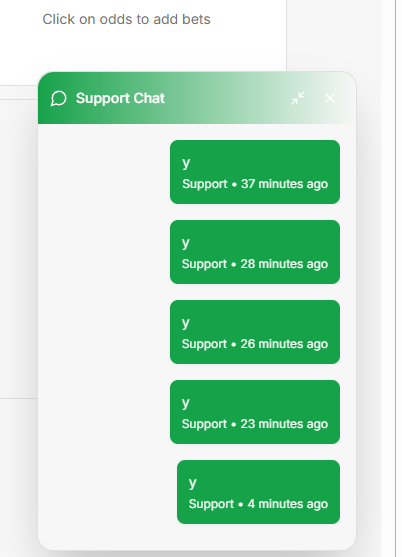 Click on odds to add bets
Support Chat
y
Support • 37 minutes ago
y
Support • 28 minutes ago
y
Support • 26 minutes ago
y
Support • 23 minutes ago
y
Support • 4 minutes ago